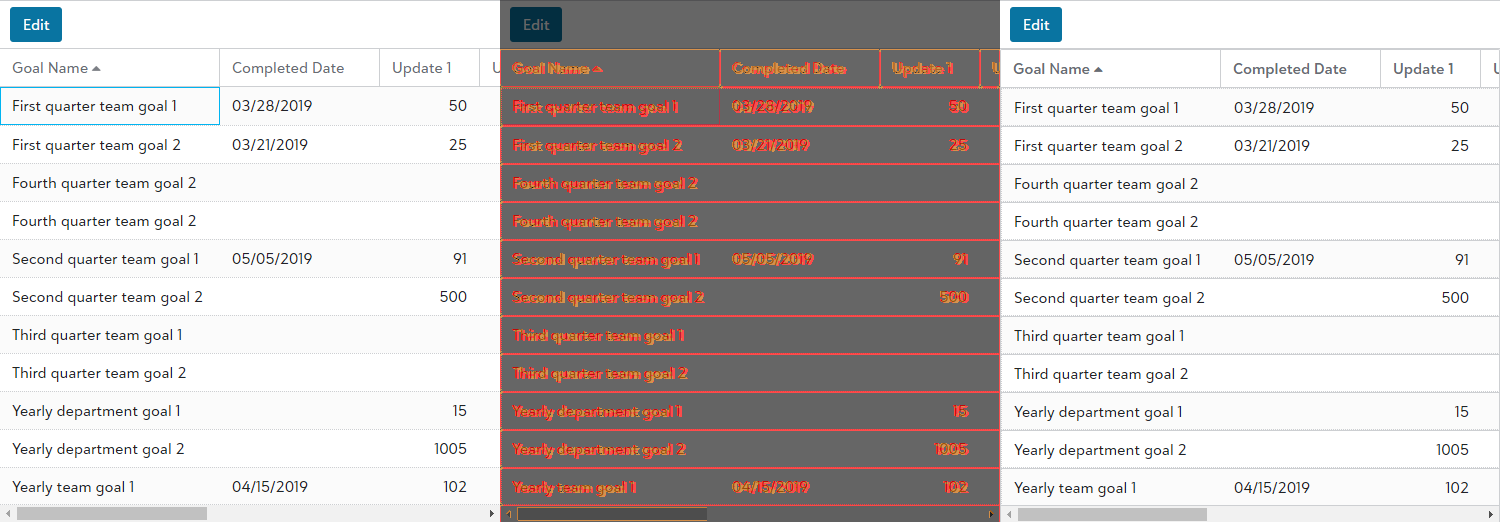 Edit
Goal Name Completed Date Update 1
First quarter team goal 1 03/28/2019 50
First quarter team goal 2 03/21/2019 25
Fourth quarter team goal 2
Fourth quarter team goal 2
Second quarter team goal 1 05/05/2019 91
Second quarter team goal 2 500
Third quarter team goal 1
Third quarter team goal 2
Yearly department goal 1 15
Yearly department goal 2 1005
Yearly team goal 1 04/15/2019 102
Edit
Goal Name Completed Date Update 1
First quarter team goal 1 03/28/2019 50
First quarter team goal 2 03/21/2019 25
Fourth quarter team goal 2
Fourth quarter team goal 2
Second quarter team goal 1 05/05/2019 91
Second quarter team goal 2 500
Third quarter team goal 1
Third quarter team goal 2
Yearly department goal 1 15
Yearly department goal 2 1005
Yearly team goal 1 04/15/2019 102
Edit
Goal Name Completed Date Update 1
First quarter team goal 1 03/28/2019 50
First quarter team goal 2 03/21/2019 25
Fourth quarter team goal 2
Fourth quarter team goal 2
Second quarter team goal 1 05/05/2019 91
Second quarter team goal 2 500
Third quarter team goal 1
Third quarter team goal 2
Yearly department goal 1 15
Yearly department goal 2 1005
Yearly team goal 1 04/15/2019 102